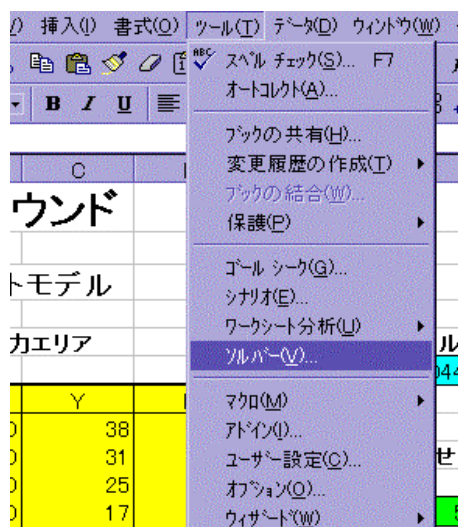 挿入(I) 書式(O) ツール(T) データ(D) ウィンドウ(W)
ABC スペル チェック(S)... F7
B I U オートコレクト(A)...
ブックの共有(H)...
C 変更履歴の作成(T)
ブックの結合(W)...
ウンド 保護(P)
ゴール シーク(G)...
トモデル シナリオ(E)...
カエリア ワークシート分析(U) ル
ソルバー(V)... 044
Y マクロ(M)
38 アドイン(I)...
31 ユーザー設定(C)... せ
25 オプション(O)...
17 ウィザード(W) 5